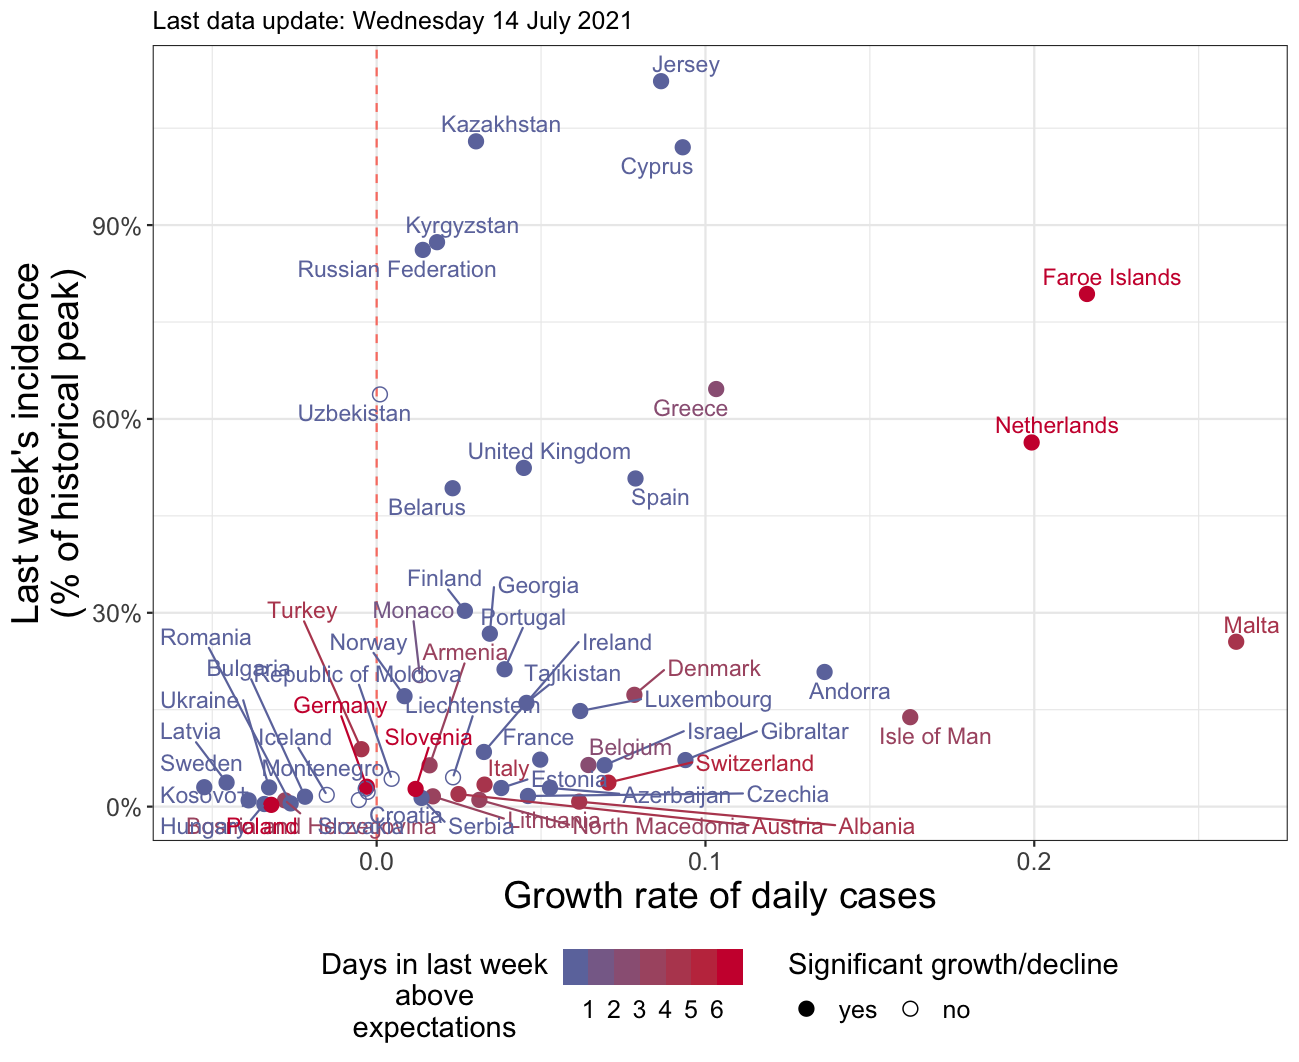 Last data update: Wednesday 14 July 2021
Jersey
Kazakhstan
Cyprus
90%
Kyrgyzstan
Russian Federation
Faroe Islands
Last week's incidence
(% of historical peak)
Uzbekistan
Greece
60%
Netherlands
United Kingdom
Spain
Belarus
Finland
Georgia
Turkey
Monaco
30%
Portugal
Malta
Romania
Norway
Ireland
Armenia
Bulgaria
Republic of Moldova
Tajikistan
Denmark
Ukraine
Germany
Liechtenstein
Luxembourg
Andorra
Latvia
Iceland
Slovenia
France
Israel
Gibraltar
Isle of Man
Belgium
Sweden
Montenegro
Italy
Estonia
Switzerland
Kosovo
Azerbaijan
Czechia
0%
Croatia
Lithuania
Hungary
Bosnia and Herzegovina
Poland
Slovakia
Serbia
North Macedonia
Austria
Albania
0.0
0.1
0.2
Growth rate of daily cases
Days in last week
above
expectations
1 2 3 4 5 6
Significant growth/decline
yes
no